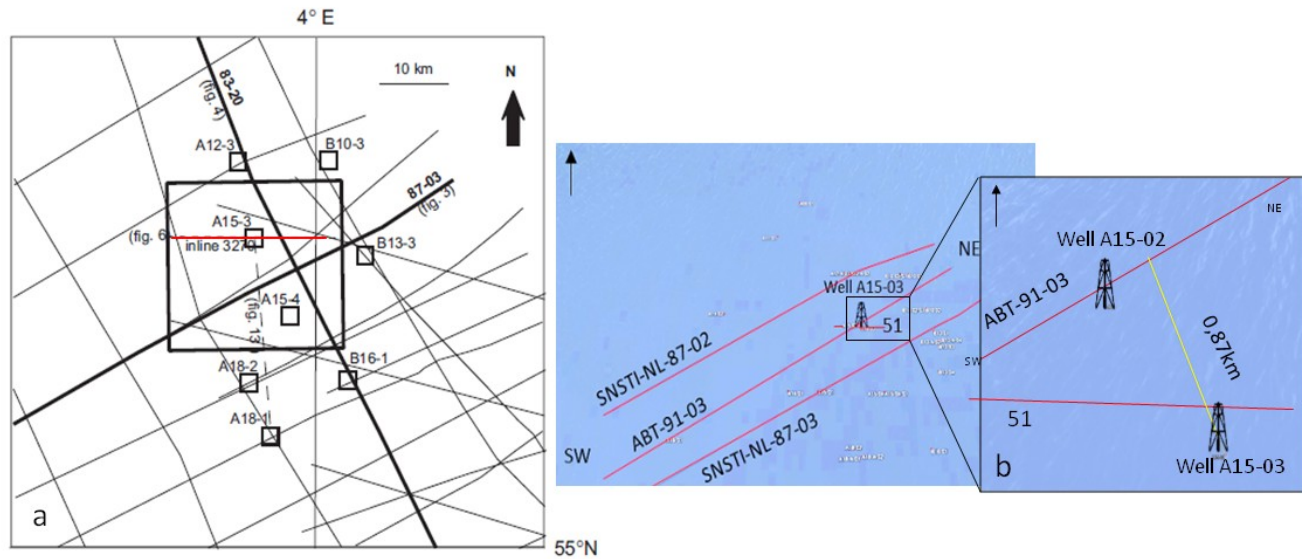 4° E
10 km
N
83-20
(fig. 4)
A12-3
B10-3
87-03
(fig. 3)
A15-3
(fig. 6)
inline 3270
B13-3
A15-4
(fig. 13)
A18-2
B16-1
A18-1
a
55°N
NE
Well A15-03
51
SNSTI-NL-87-02
ABT-91-03
SNSTI-NL-87-03
SW
NE
Well A15-02
ABT-91-03
SW
0,87km
51
Well A15-03
b